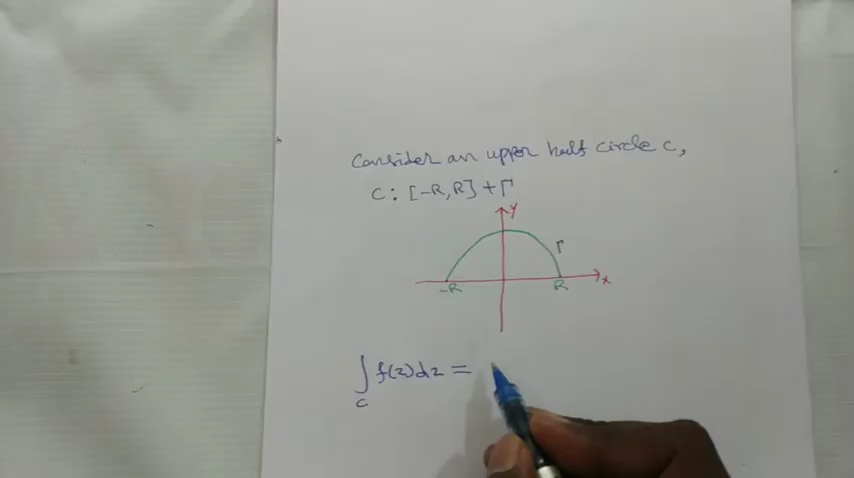 Consider an upper half circle C,
C: [-R, R] + Γ
y
Γ
-R R x
∫ f(z)dz =
C